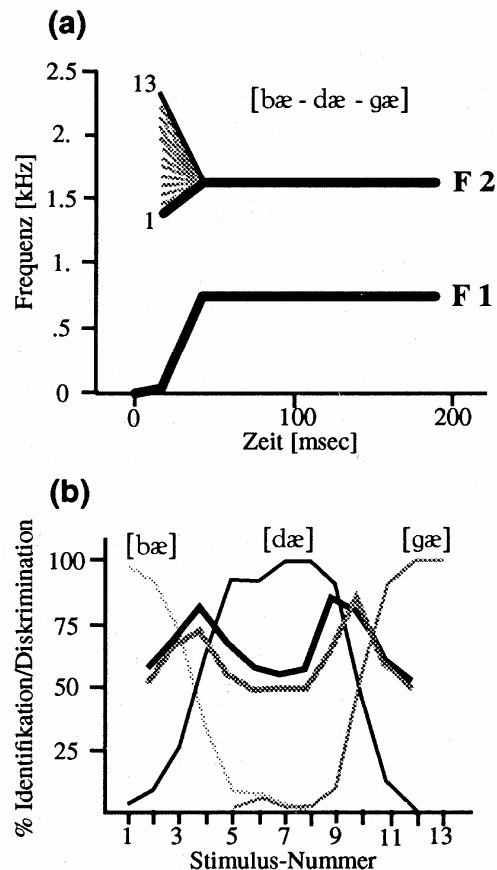 (a)
2.5
13
[bæ - dæ - gæ]
2.
F 2
1.5
1
1.
F 1
.5
0
0 100 200
Frequenz [kHz]
Zeit [msec]
(b)
[bæ] [dæ] [gæ]
100
75
50
25
1 3 5 7 9 11 13
% Identifikation/Diskrimination
Stimulus-Nummer